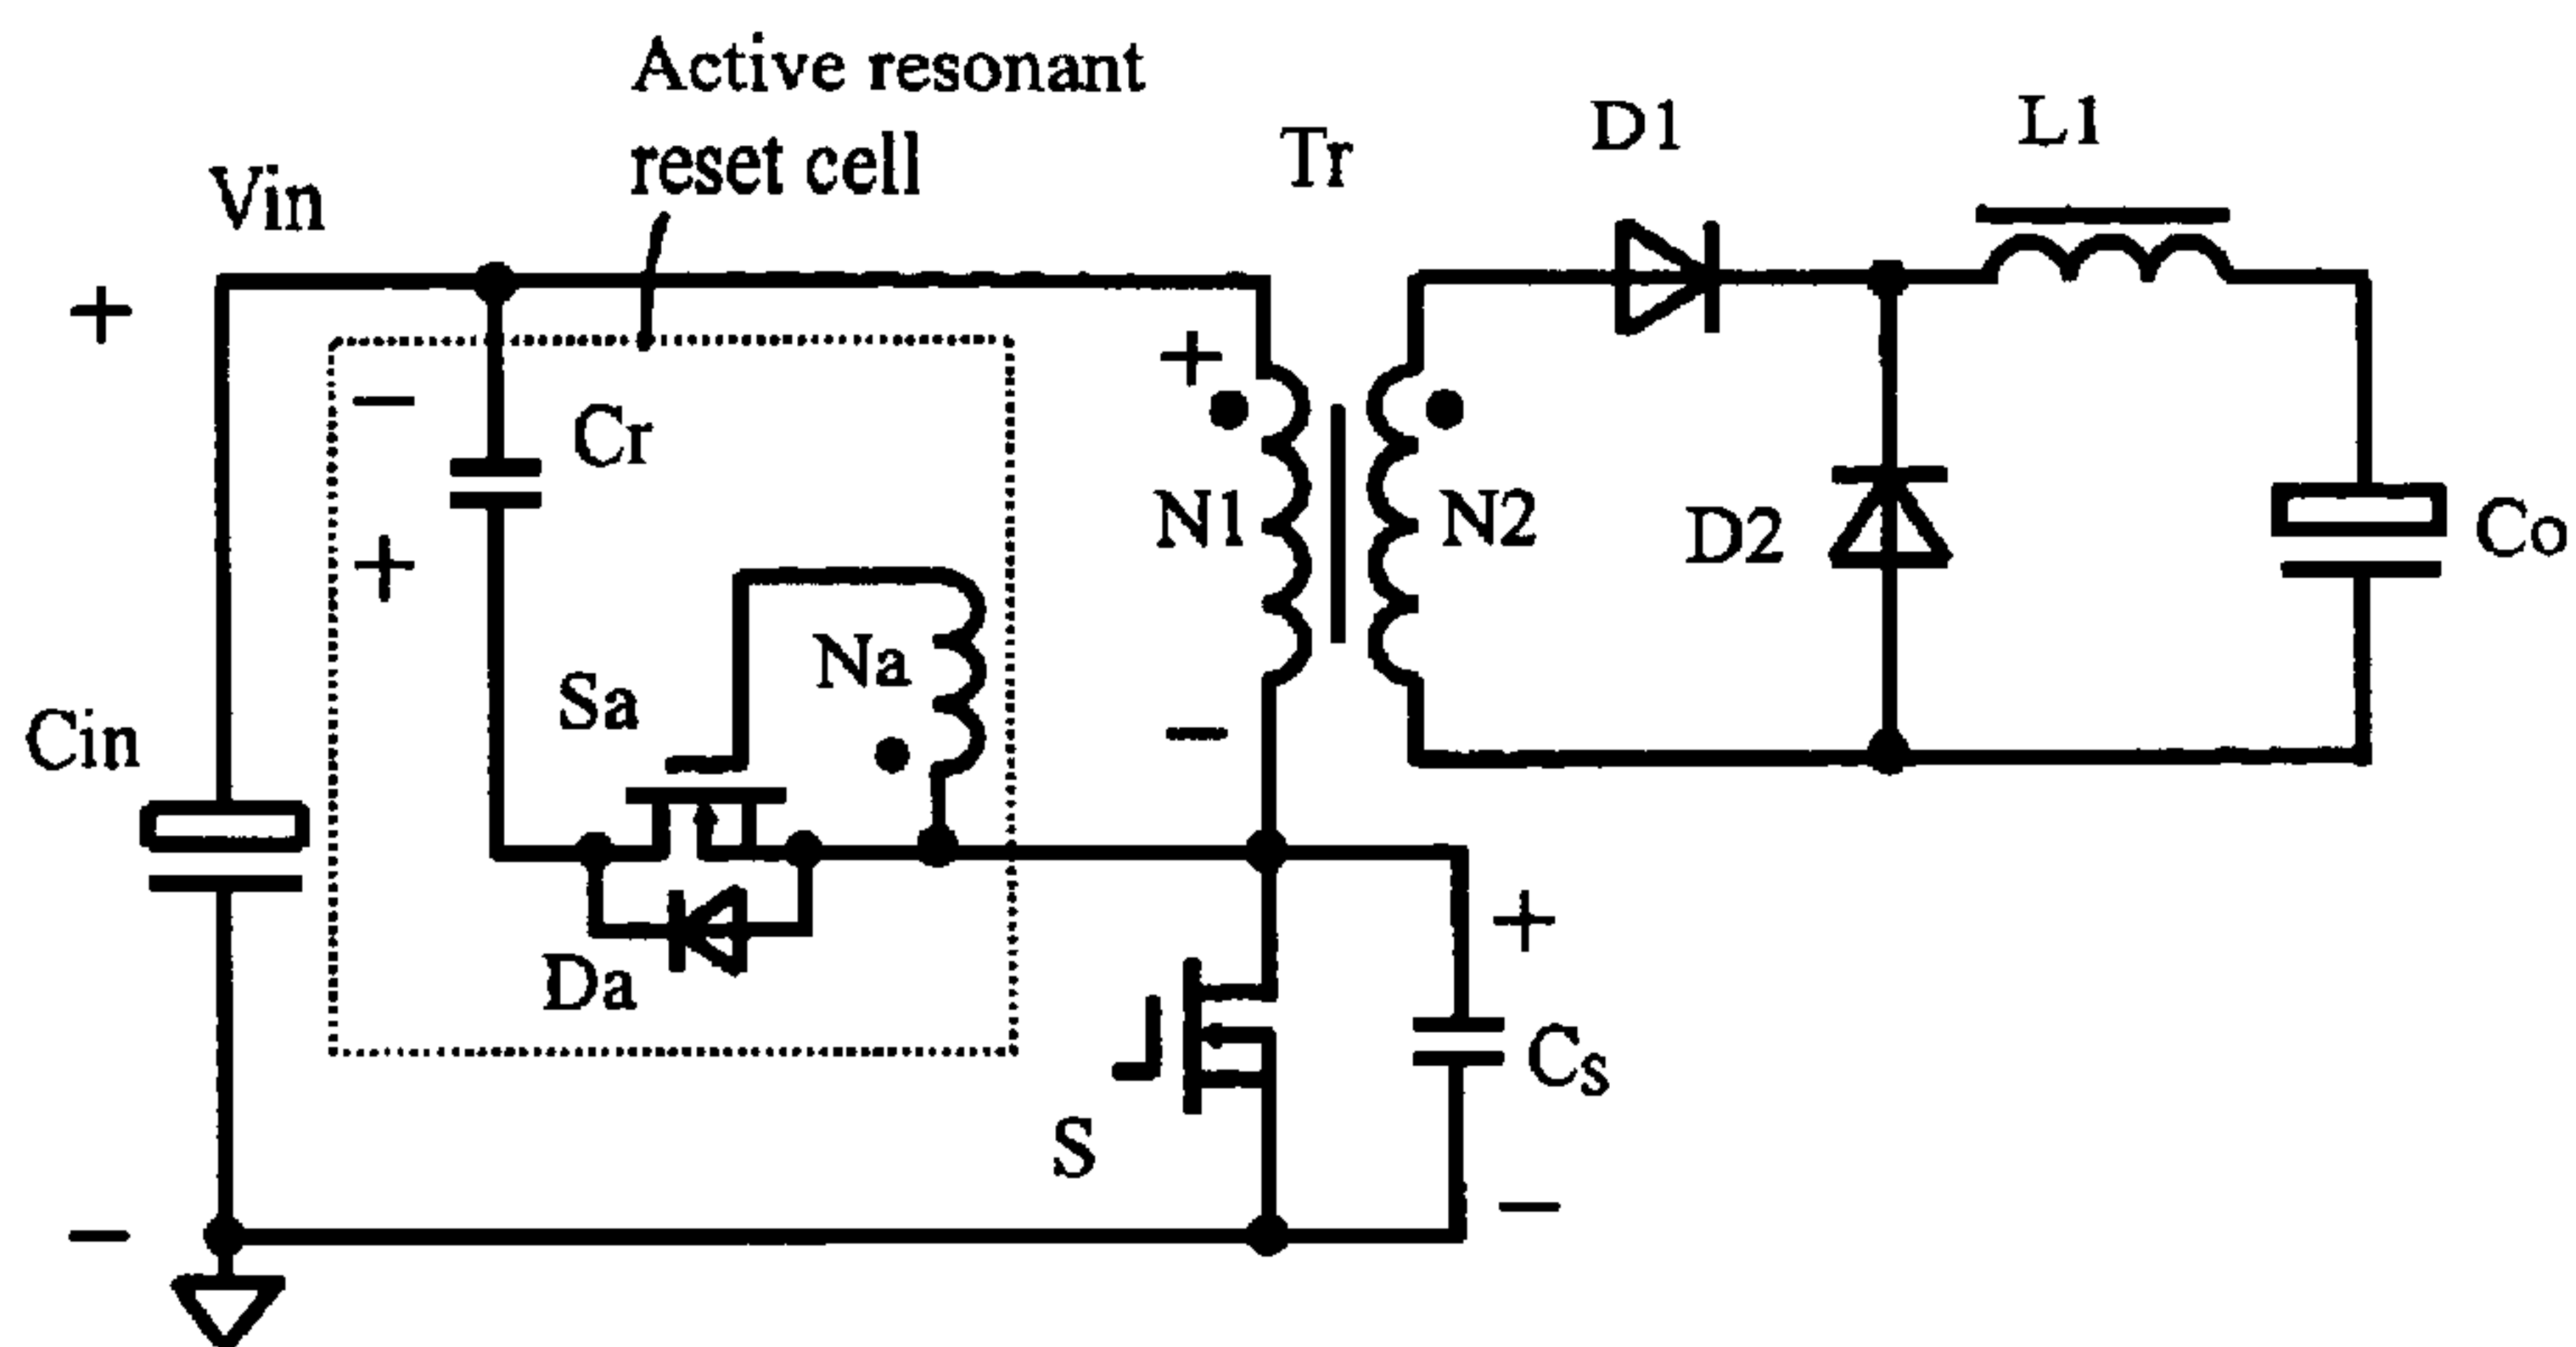 Active resonant
reset cell
Vin
Tr
D1
L1
+
−
Cr
+
+
N1
N2
D2
Co
Na
Sa
Cin
−
Da
+
Cs
S
−
−